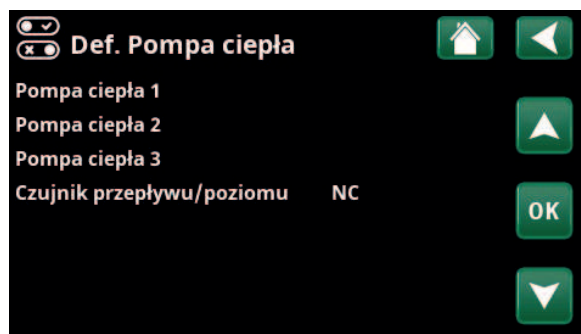 Def. Pompa ciepła
Pompa ciepła 1
Pompa ciepła 2
Pompa ciepła 3
Czujnik przepływu/poziomu NC
OK